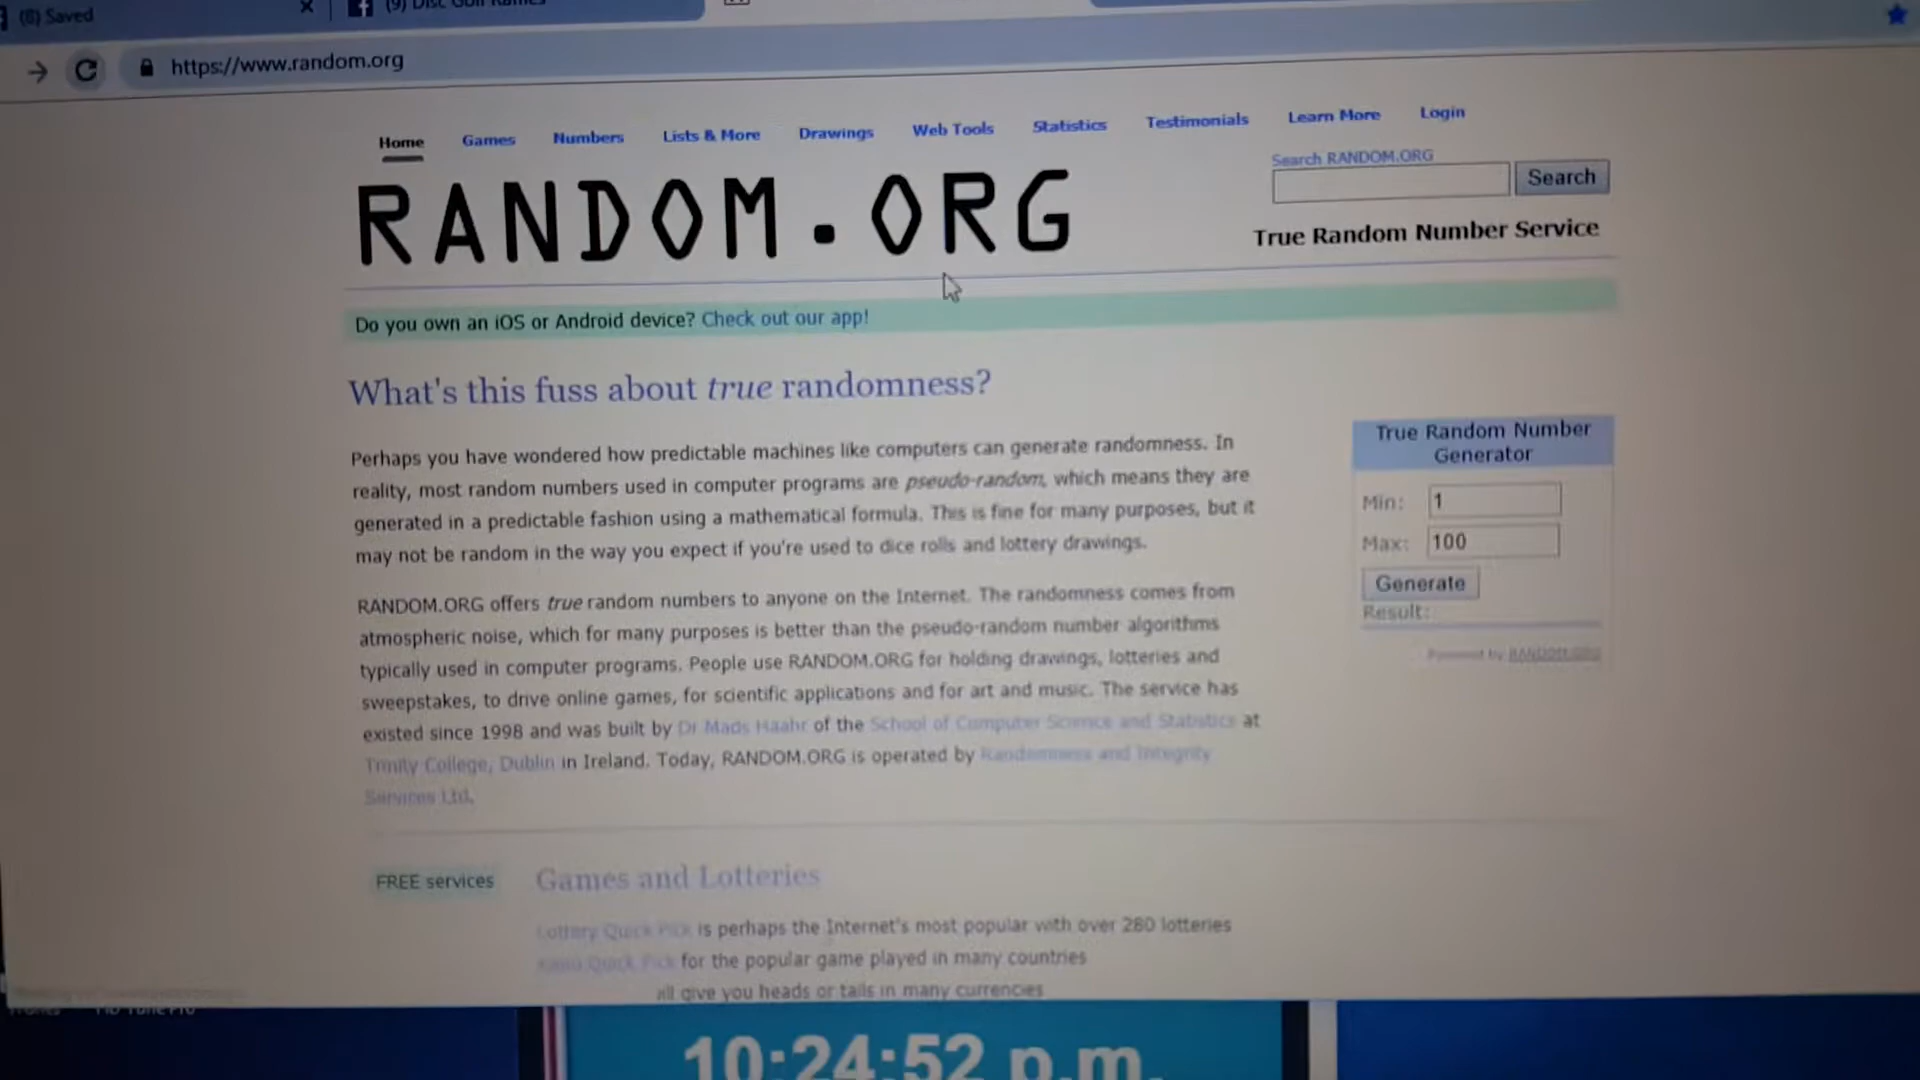 (8) Saved
(9) Disc Golf
https://www.random.org
Home Games Numbers Lists & More Drawings Web Tools Statistics Testimonials Learn More Login
Search RANDOM.ORG
Search
RANDOM.ORG
True Random Number Service
Do you own an iOS or Android device? Check out our app!
What's this fuss about true randomness?
Perhaps you have wondered how predictable machines like computers can generate randomness. In
reality, most random numbers used in computer programs are pseudo-random, which means they are
generated in a predictable fashion using a mathematical formula. This is fine for many purposes, but it
may not be random in the way you expect if you're used to dice rolls and lottery drawings.
RANDOM.ORG offers true random numbers to anyone on the Internet. The randomness comes from
atmospheric noise, which for many purposes is better than the pseudo-random number algorithms
typically used in computer programs. People use RANDOM.ORG for holding drawings, lotteries and
sweepstakes, to drive online games, for scientific applications and for art and music. The service has
existed since 1998 and was built by Dr Mads Haahr of the School of Computer Science and Statistics at
Trinity College, Dublin in Ireland. Today, RANDOM.ORG is operated by Randomness and Integrity
Services Ltd.
True Random Number
Generator
Min: 1
Max: 100
Generate
Result:
Powered by RANDOM.ORG
FREE services
Games and Lotteries
Lottery Quick Pick is perhaps the Internet's most popular with over 280 lotteries
Keno Quick Pick for the popular game played in many countries
will give you heads or tails in many currencies
10:24:52 p.m.